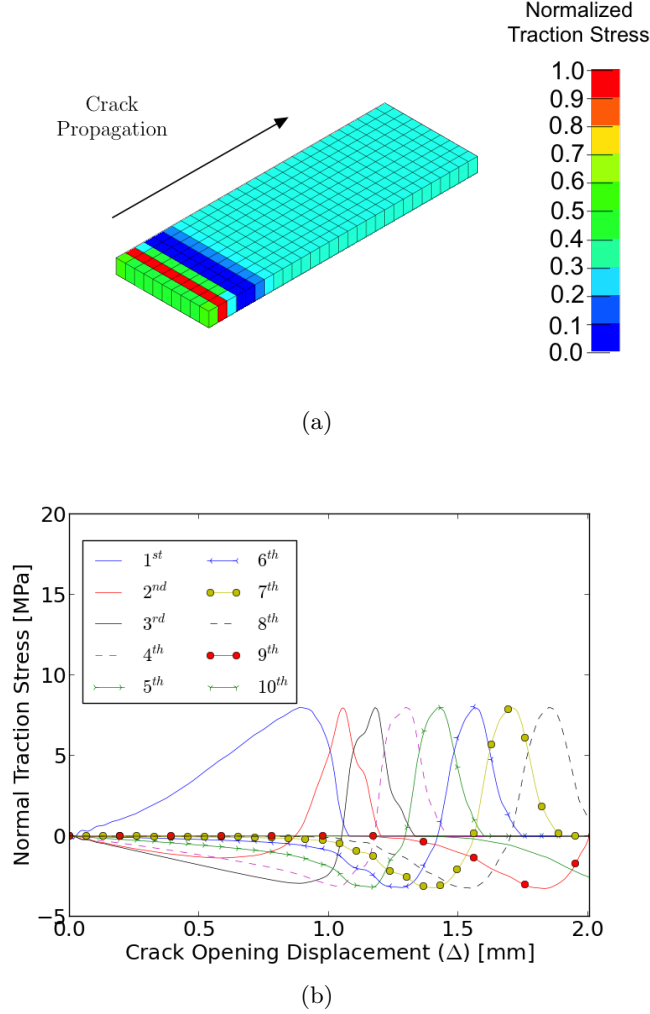 Normalized
Traction Stress
Crack
Propagation
1.0
0.9
0.8
0.7
0.6
0.5
0.4
0.3
0.2
0.1
0.0
(a)
Normal Traction Stress [MPa]
20
15
10
5
0
−5
1st
2nd
3rd
4th
5th
6th
7th
8th
9th
10th
0.0 0.5 1.0 1.5 2.0
Crack Opening Displacement (Δ) [mm]
(b)